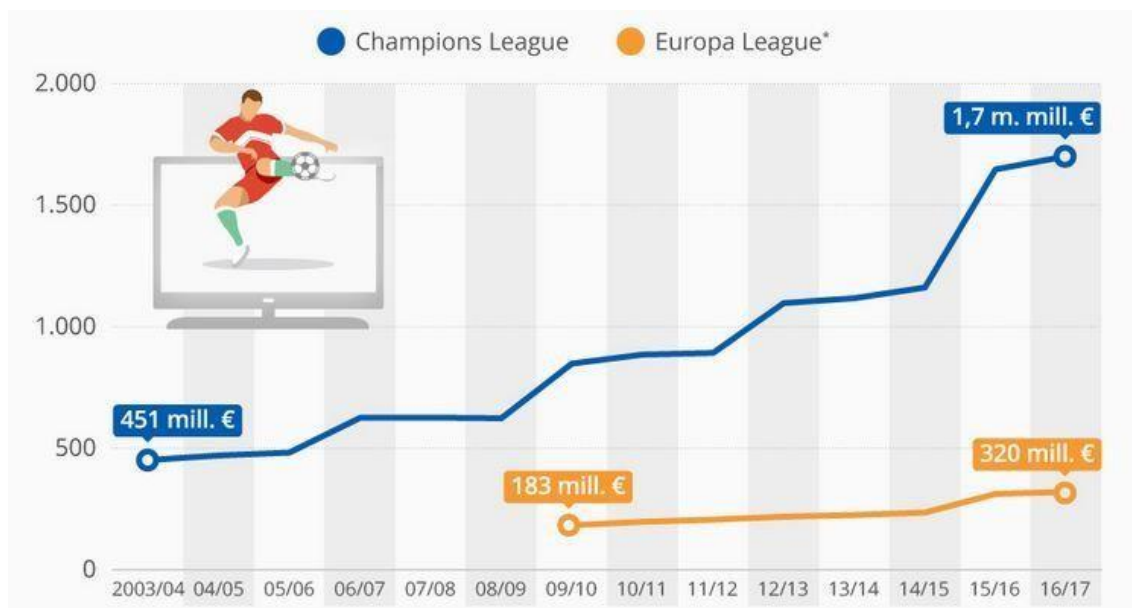 Champions League Europa League*
2.000
1,7 m. mill. €
1.500
1.000
451 mill. €
500
320 mill. €
183 mill. €
0
2003/04 04/05 05/06 06/07 07/08 08/09 09/10 10/11 11/12 12/13 13/14 14/15 15/16 16/17